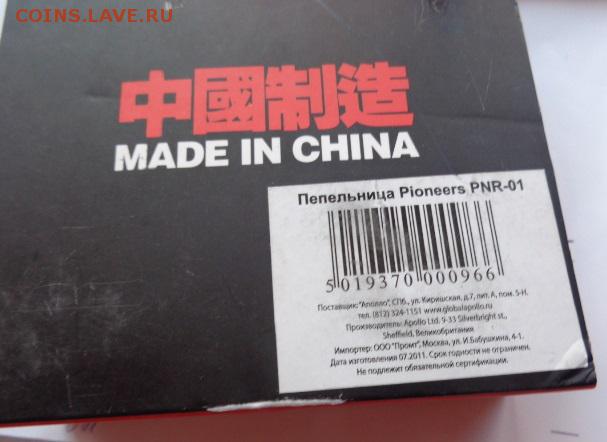 COINS.LAVE.RU
中國制造
MADE IN CHINA
Пепельница Pioneers PNR-01
5 019370 000966
Поставщик: "Аполло", СПб., ул. Киришская, д.7, лит. А, пом. 5-Н.
тел. (812) 324-1151 www.globalapollo.ru
Производитель: Apollo Ltd. 9-33 Silverbright st.,
Sheffield, Великобритания
Импортер: ООО "Промт", Москва, ул. И.Бабушкина, 4-1.
Дата изготовления 07.2011. Срок годности не ограничен.
Не подлежит обязательной сертификации.